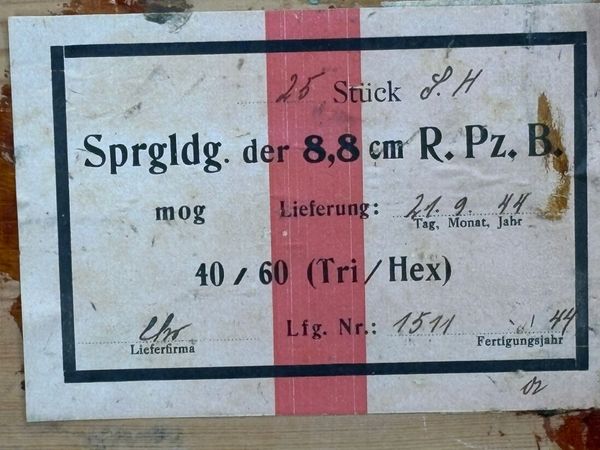 25 Stück S. H
Sprgldg. der 8,8 cm R. Pz. B.
mog Lieferung: 21. 9. 44
Tag, Monat, Jahr
40/60 (Tri/Hex)
Lfg. Nr.: 1511 44
Lieferfirma Fertigungsjahr